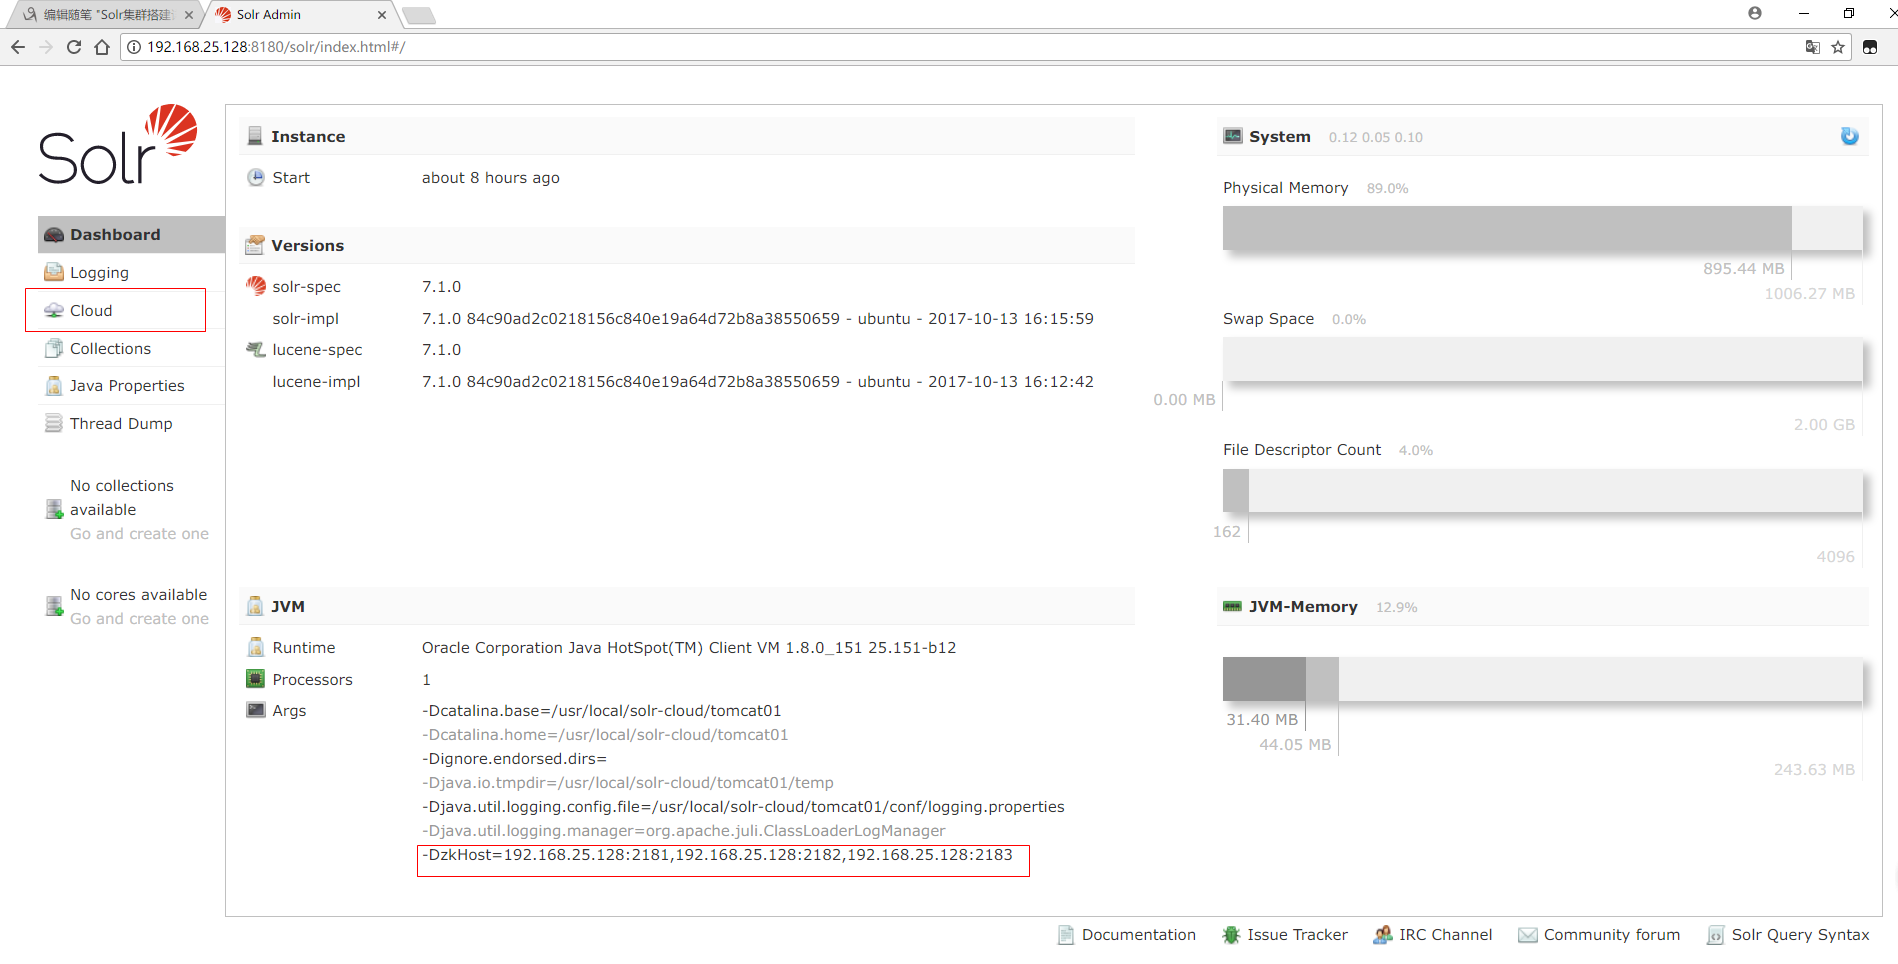 编辑随笔 "Solr集群搭建
Solr Admin
192.168.25.128:8180/solr/index.html#/
Solr
Dashboard
Logging
Cloud
Collections
Java Properties
Thread Dump
No collections
available
Go and create one
No cores available
Go and create one
Instance
Start about 8 hours ago
Versions
solr-spec 7.1.0
solr-impl 7.1.0 84c90ad2c0218156c840e19a64d72b8a38550659 - ubuntu - 2017-10-13 16:15:59
lucene-spec 7.1.0
lucene-impl 7.1.0 84c90ad2c0218156c840e19a64d72b8a38550659 - ubuntu - 2017-10-13 16:12:42
JVM
Runtime Oracle Corporation Java HotSpot(TM) Client VM 1.8.0_151 25.151-b12
Processors 1
Args -Dcatalina.base=/usr/local/solr-cloud/tomcat01
-Dcatalina.home=/usr/local/solr-cloud/tomcat01
-Dignore.endorsed.dirs=
-Djava.io.tmpdir=/usr/local/solr-cloud/tomcat01/temp
-Djava.util.logging.config.file=/usr/local/solr-cloud/tomcat01/conf/logging.properties
-Djava.util.logging.manager=org.apache.juli.ClassLoaderLogManager
-DzkHost=192.168.25.128:2181,192.168.25.128:2182,192.168.25.128:2183
System 0.12 0.05 0.10
Physical Memory 89.0%
895.44 MB
1006.27 MB
Swap Space 0.0%
0.00 MB
2.00 GB
File Descriptor Count 4.0%
162
4096
JVM-Memory 12.9%
31.40 MB
44.05 MB
243.63 MB
Documentation Issue Tracker IRC Channel Community forum Solr Query Syntax